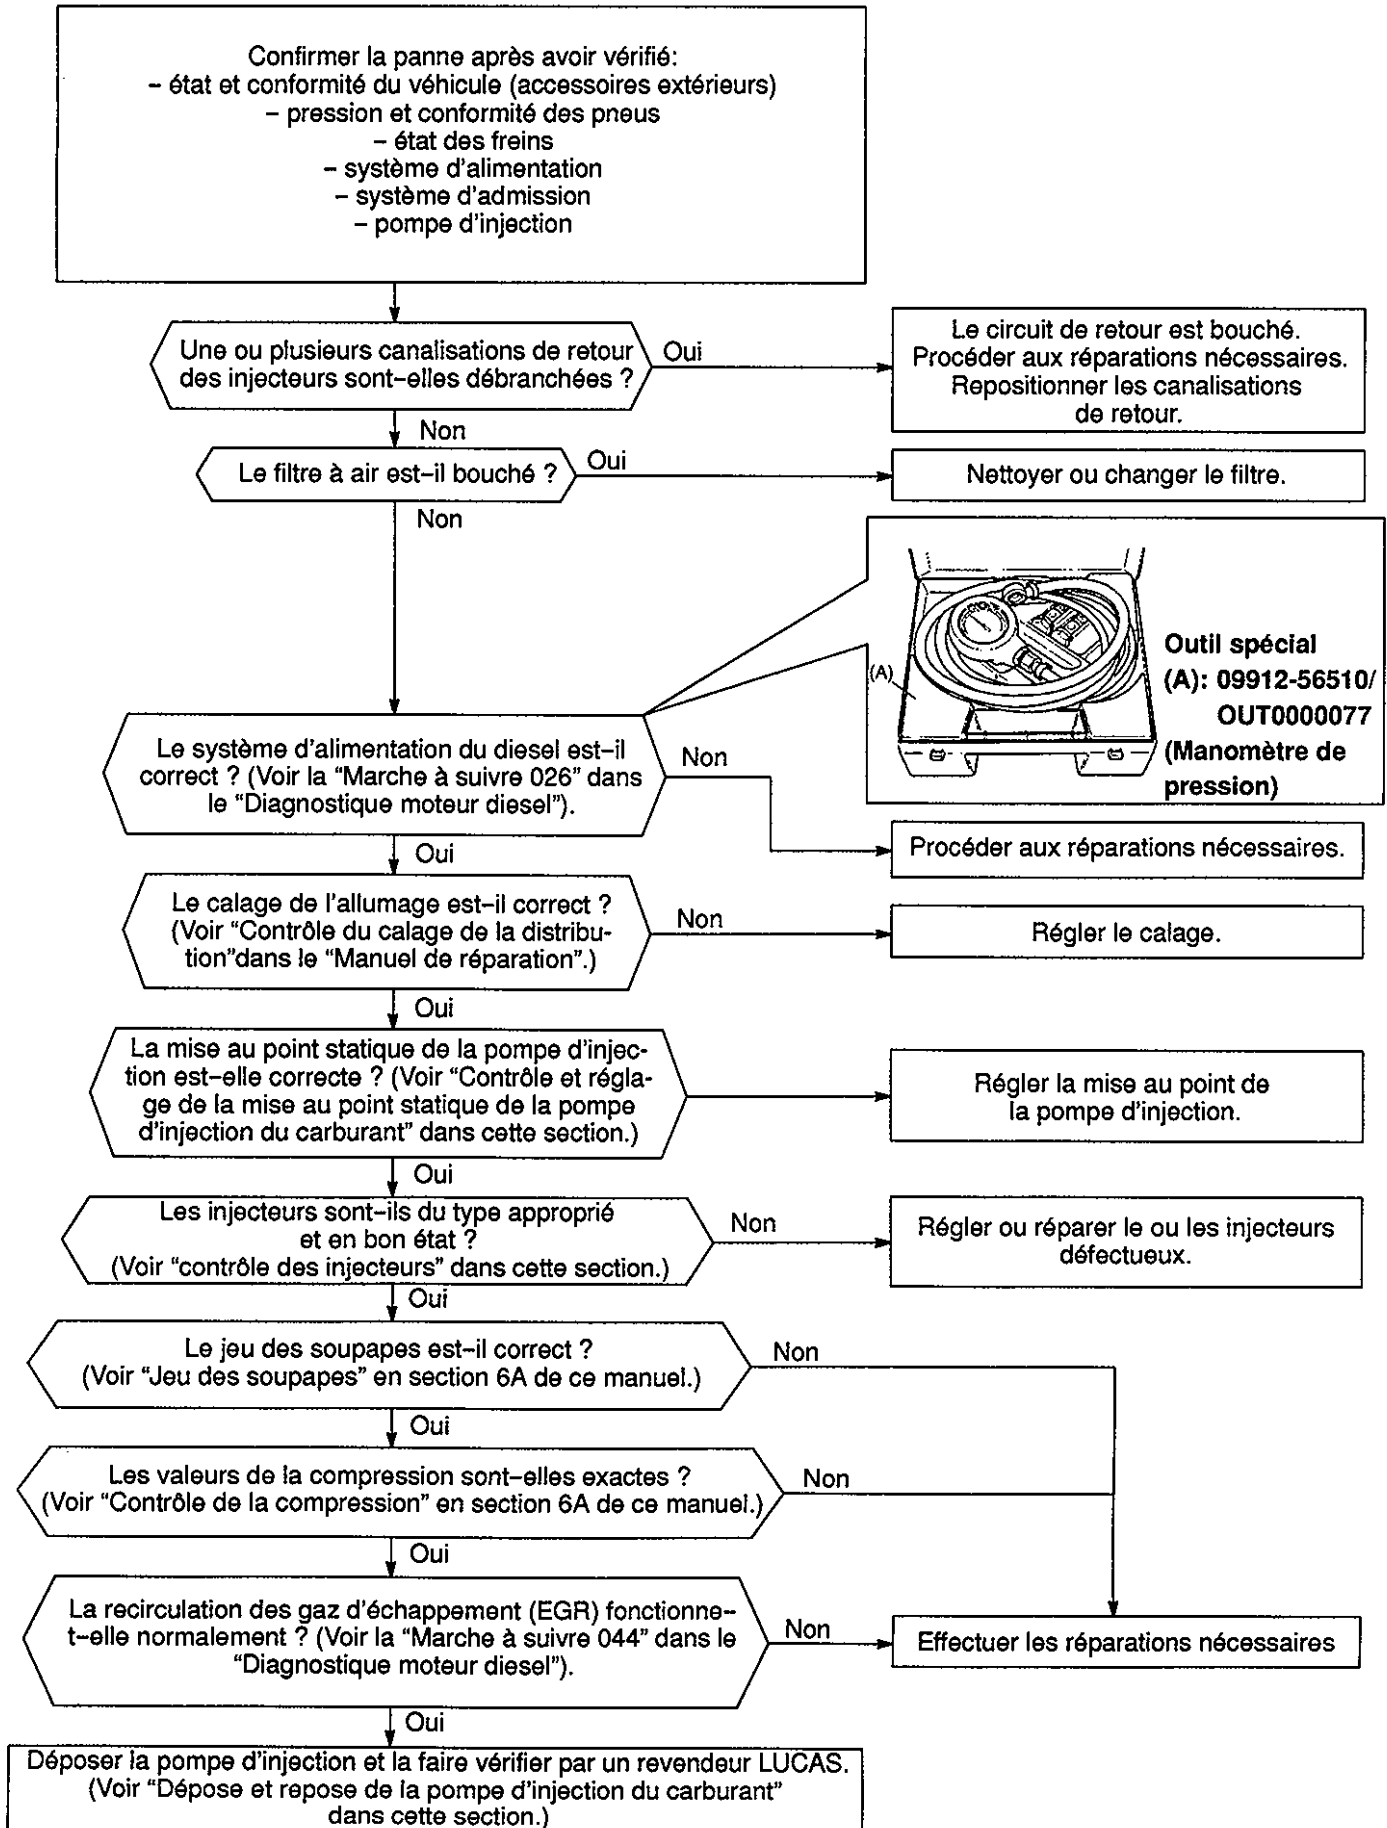 Confirmer la panne après avoir vérifié:
– état et conformité du véhicule (accessoires extérieurs)
– pression et conformité des pneus
– état des freins
– système d'alimentation
– système d'admission
– pompe d'injection
Une ou plusieurs canalisations de retour
des injecteurs sont–elles débranchées ?
Oui
Le circuit de retour est bouché.
Procéder aux réparations nécessaires.
Repositionner les canalisations
de retour.
Non
Le filtre à air est–il bouché ?
Oui
Nettoyer ou changer le filtre.
Non
(A)
Outil spécial
(A): 09912-56510/
OUT0000077
(Manomètre de
pression)
Le système d'alimentation du diesel est–il
correct ? (Voir la “Marche à suivre 026” dans
le “Diagnostique moteur diesel”).
Non
Procéder aux réparations nécessaires.
Oui
Le calage de l'allumage est–il correct ?
(Voir “Contrôle du calage de la distribu–
tion”dans le “Manuel de réparation”.)
Non
Régler le calage.
Oui
La mise au point statique de la pompe d'injec–
tion est–elle correcte ? (Voir “Contrôle et régla–
ge de la mise au point statique de la pompe
d'injection du carburant” dans cette section.)
Régler la mise au point de
la pompe d'injection.
Oui
Les injecteurs sont–ils du type approprié
et en bon état ?
(Voir “contrôle des injecteurs” dans cette section.)
Non
Régler ou réparer le ou les injecteurs
défectueux.
Oui
Le jeu des soupapes est–il correct ?
(Voir “Jeu des soupapes” en section 6A de ce manuel.)
Non
Oui
Les valeurs de la compression sont–elles exactes ?
(Voir “Contrôle de la compression” en section 6A de ce manuel.)
Non
Oui
La recirculation des gaz d'échappement (EGR) fonctionne–
t–elle normalement ? (Voir la “Marche à suivre 044” dans le
“Diagnostique moteur diesel”).
Non
Effectuer les réparations nécessaires
Oui
Déposer la pompe d'injection et la faire vérifier par un revendeur LUCAS.
(Voir “Dépose et repose de la pompe d'injection du carburant”
dans cette section.)